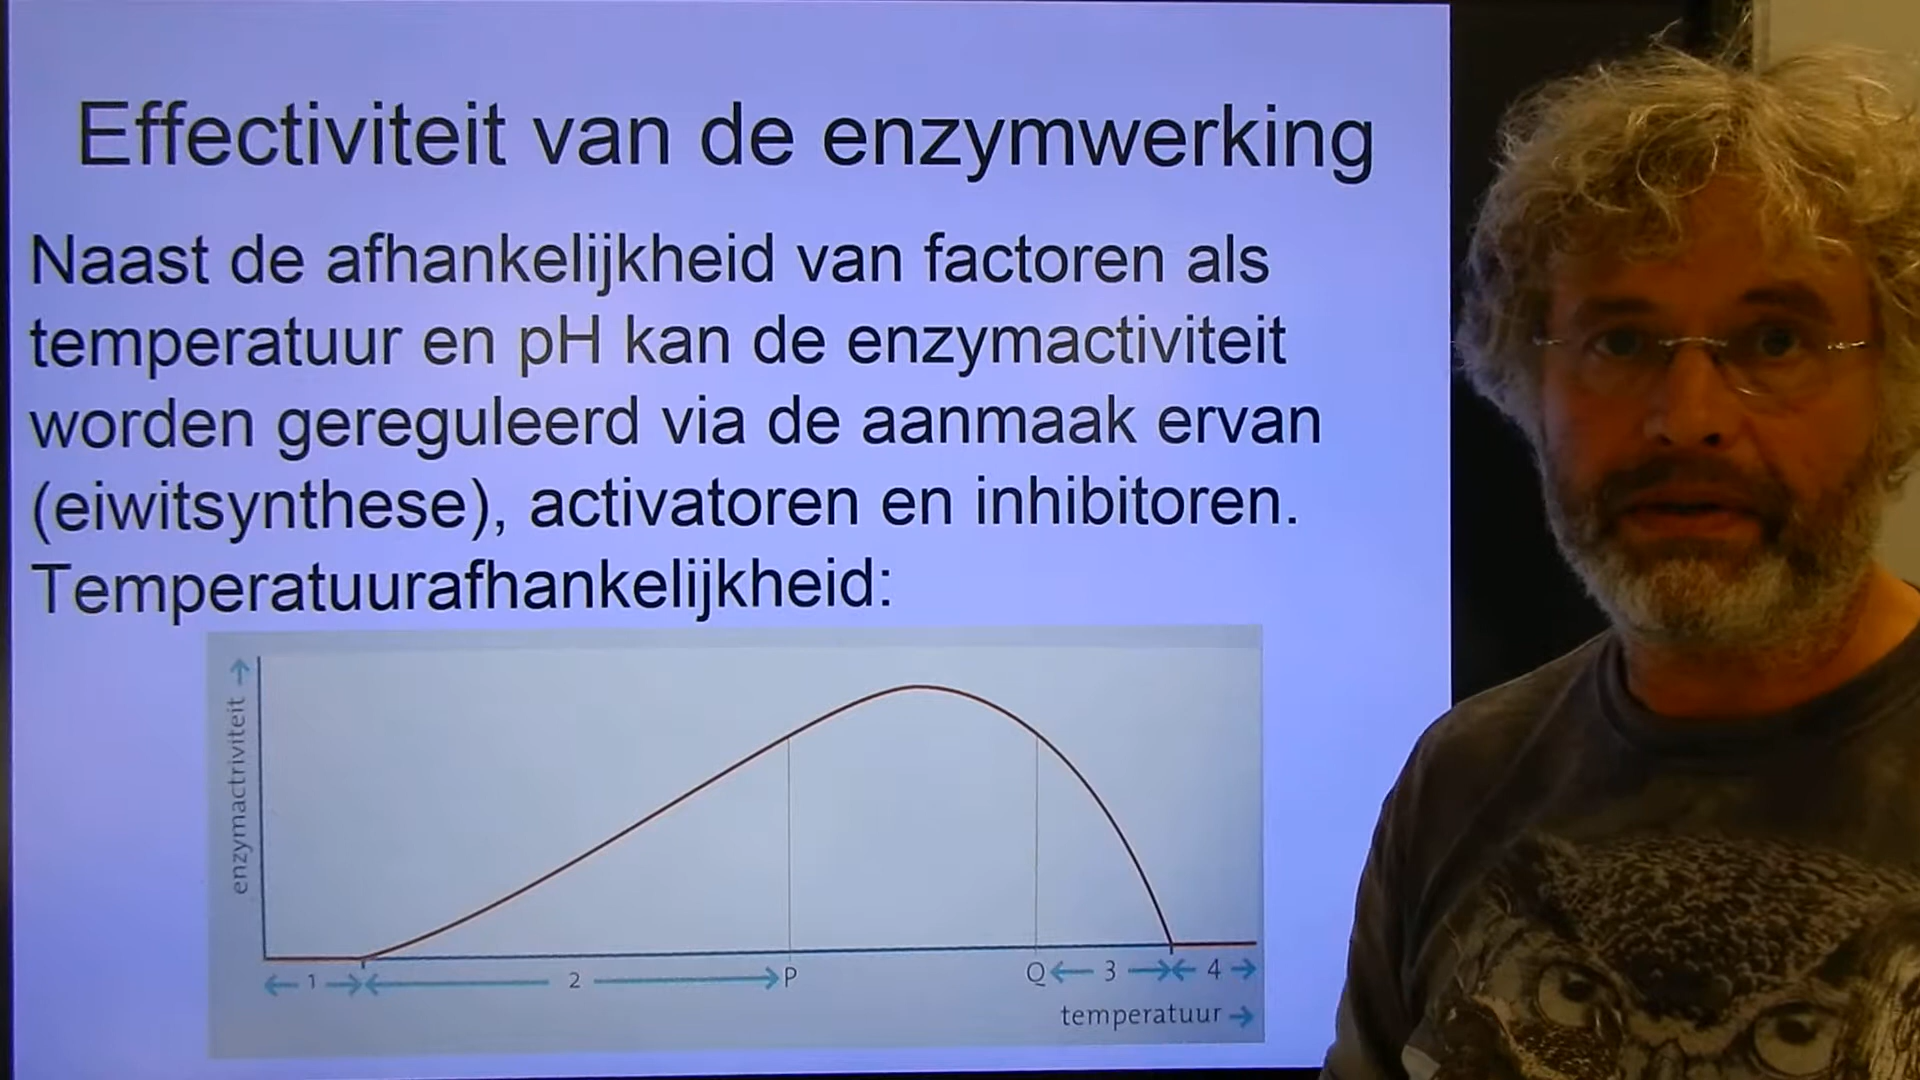 Effectiviteit van de enzymwerking
Naast de afhankelijkheid van factoren als
temperatuur en pH kan de enzymactiviteit
worden gereguleerd via de aanmaak ervan
(eiwitsynthese), activatoren en inhibitoren.
Temperatuurafhankelijkheid:
enzymactriviteit
1 2 P Q 3 4
temperatuur